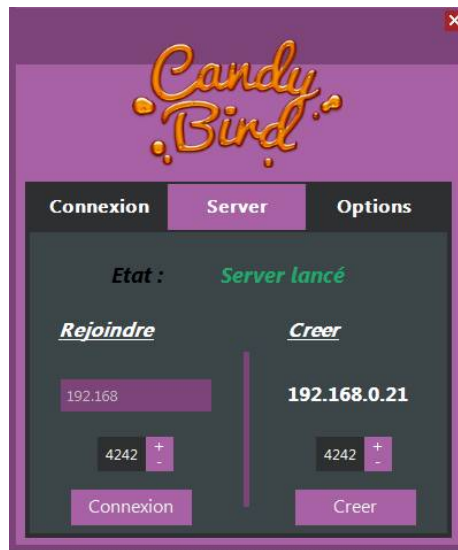 Candy
Bird
Connexion Server Options
Etat : Server lancé
Rejoindre Creer
192.168 192.168.0.21
4242 + - 4242 + -
Connexion Creer